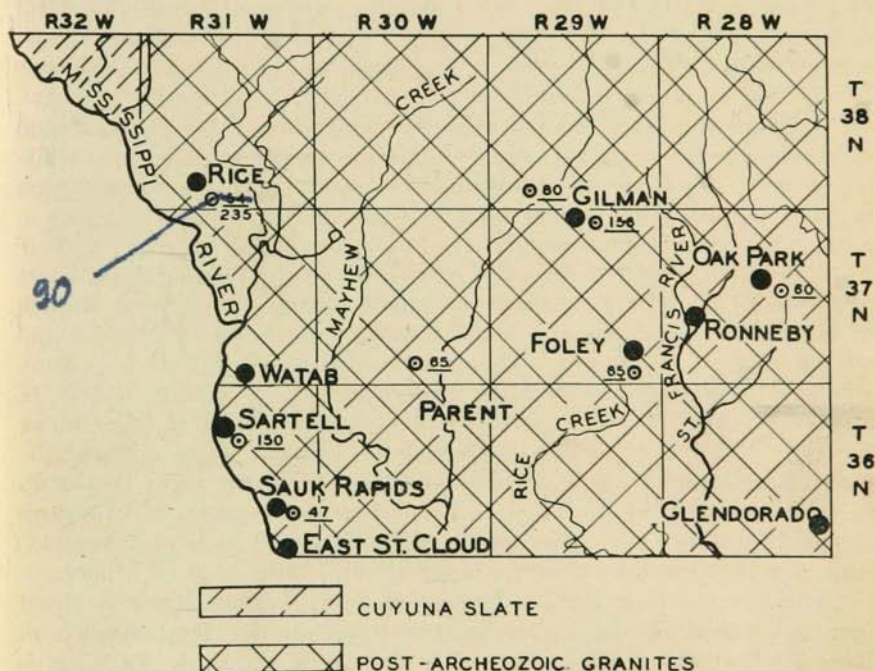 R32W R31 W R30 W R29 W R28 W
T 38 N
MISSISSIPPI RIVER
CREEK
RICE
235
80
GILMAN
156
90
MAYHEW
RIVER
OAK PARK
60
T 37 N
FOLEY
RONNEBY
WATAB
65
65
ST. FRANCIS
SARTELL
PARENT
CREEK
150
RICE
T 36 N
SAUK RAPIDS
47
GLENDORADO
EAST ST. CLOUD
CUYUNA SLATE
POST-ARCHEOZOIC GRANITES